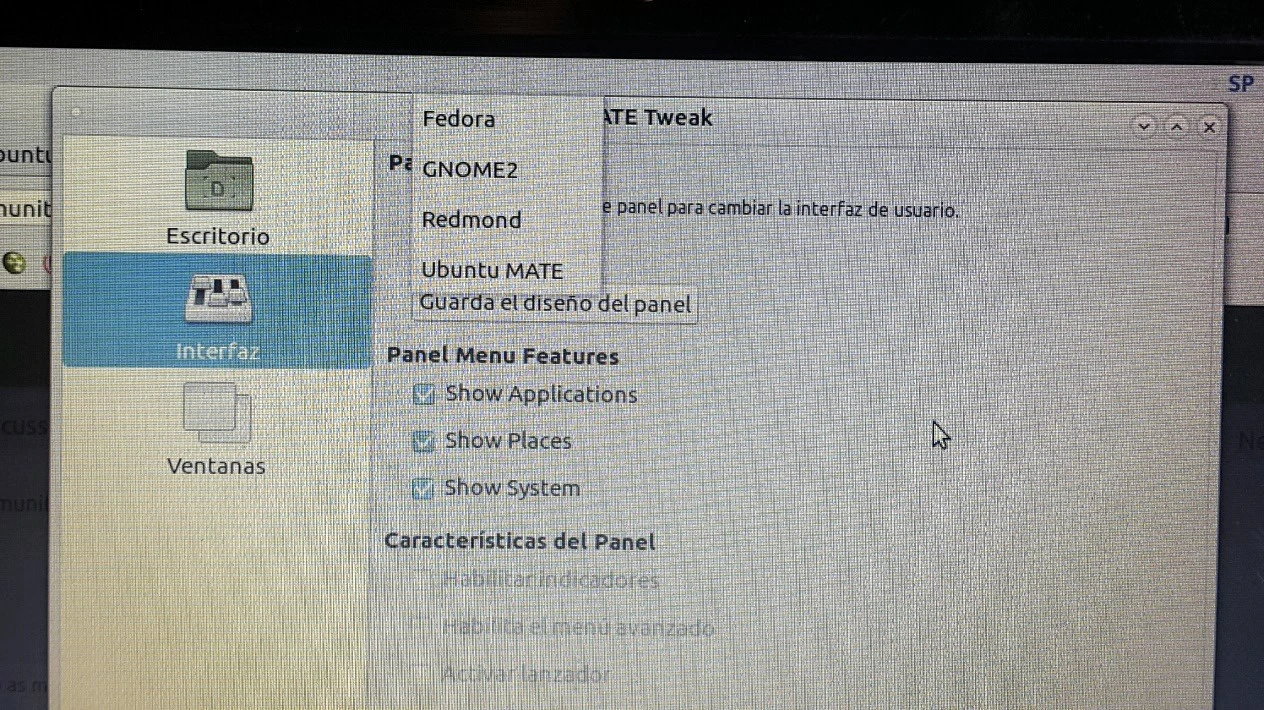 SP
ATE Tweak
Fedora
GNOME2
Redmond
Ubuntu MATE
e panel para cambiar la interfaz de usuario.
Guarda el diseño del panel
Escritorio
Interfaz
Ventanas
Panel Menu Features
Show Applications
Show Places
Show System
Características del Panel
Habilitar indicadores
Habilita el menú avanzado
Activar lanzador